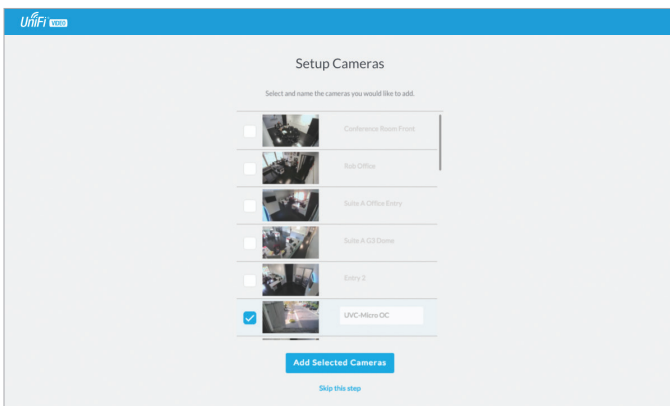 UniFi VIDEO
Setup Cameras
Select and name the cameras you would like to add.
Conference Room Front
Rob Office
Suite A Office Entry
Suite A G3 Dome
Entry 2
UVC-Micro OC
Add Selected Cameras
Skip this step